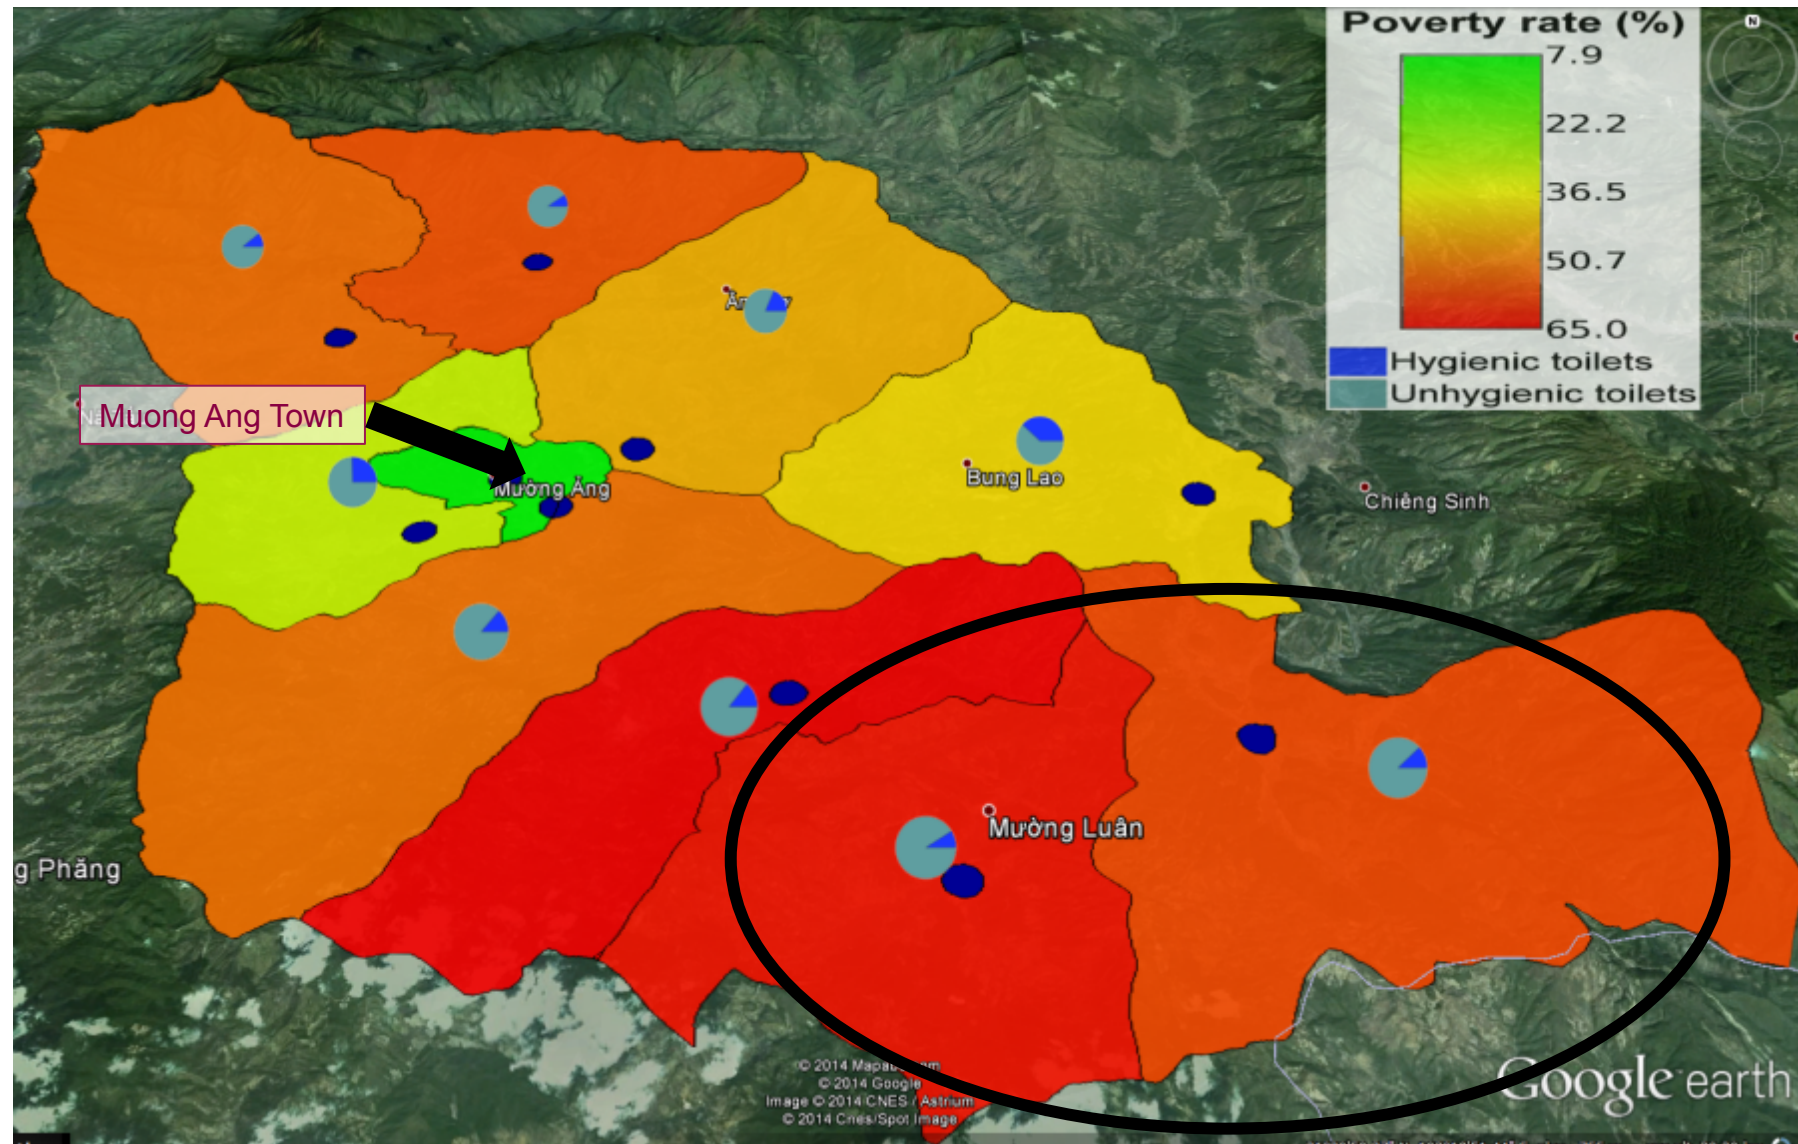 Poverty rate (%)
7.9
22.2
36.5
50.7
65.0
Hygienic toilets
Unhygienic toilets
N
Muong Ang Town
Mường Ăng
Bung Lao
Chiêng Sinh
Mường Luân
g Phăng
© 2014 Google
Image © 2014 CNES / Astrium
© 2014 Cnes/Spot Image
Google earth